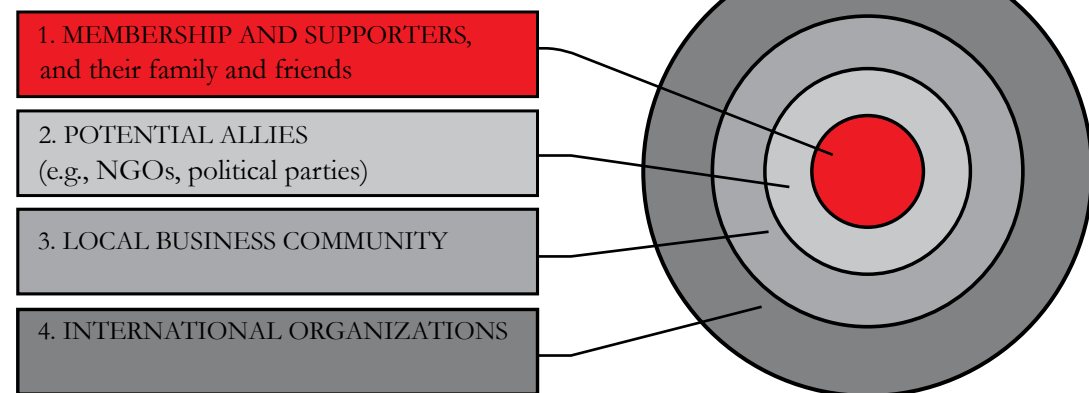 1. MEMBERSHIP AND SUPPORTERS,
and their family and friends
2. POTENTIAL ALLIES
(e.g., NGOs, political parties)
3. LOCAL BUSINESS COMMUNITY
4. INTERNATIONAL ORGANIZATIONS